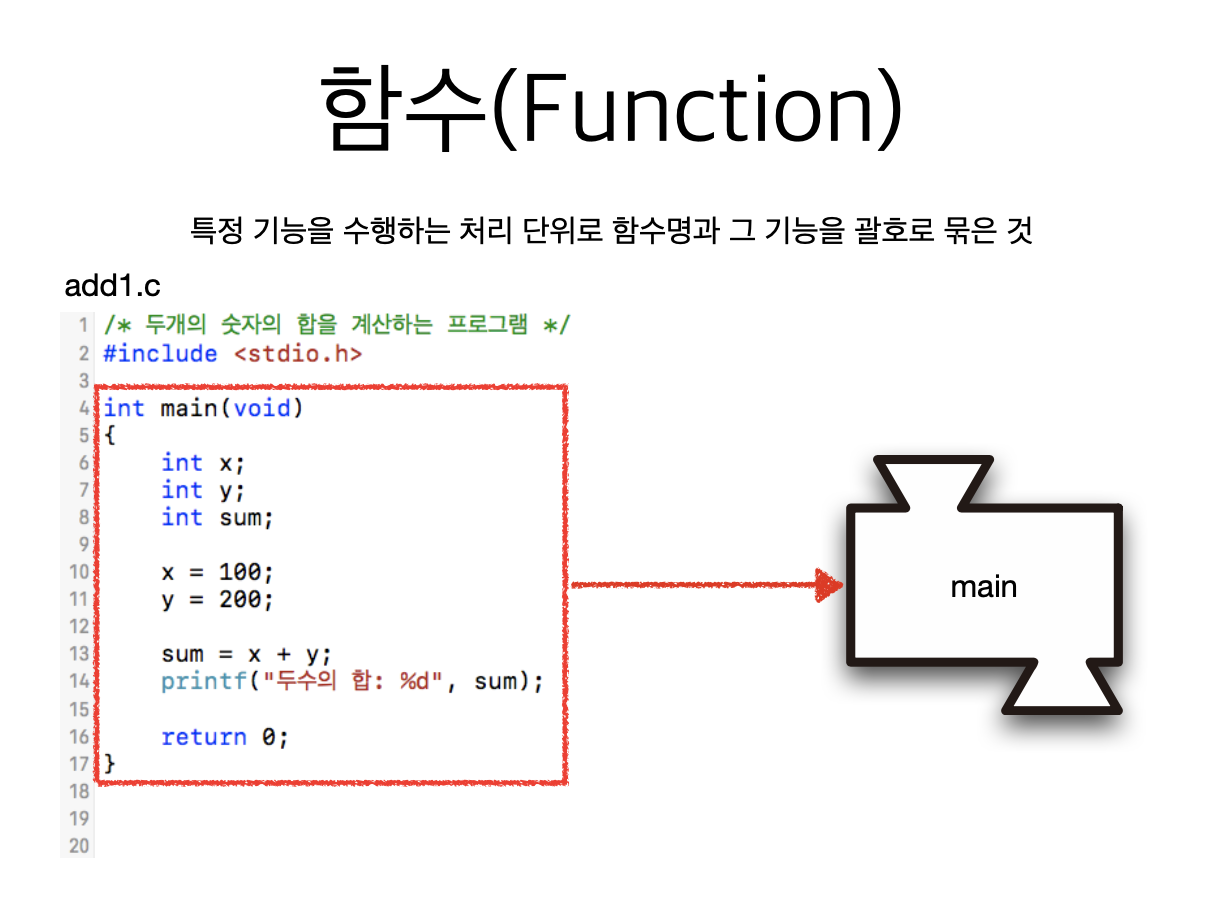 함수(Function)
특정 기능을 수행하는 처리 단위로 함수명과 그 기능을 괄호로 묶은 것
add1.c
1 /* 두개의 숫자의 합을 계산하는 프로그램 */
2 #include <stdio.h>
3
4 int main(void)
5 {
6     int x;
7     int y;
8     int sum;
9
10     x = 100;
11     y = 200;
12
13     sum = x + y;
14     printf("두수의 합: %d", sum);
15
16     return 0;
17 }
18
19
20
main